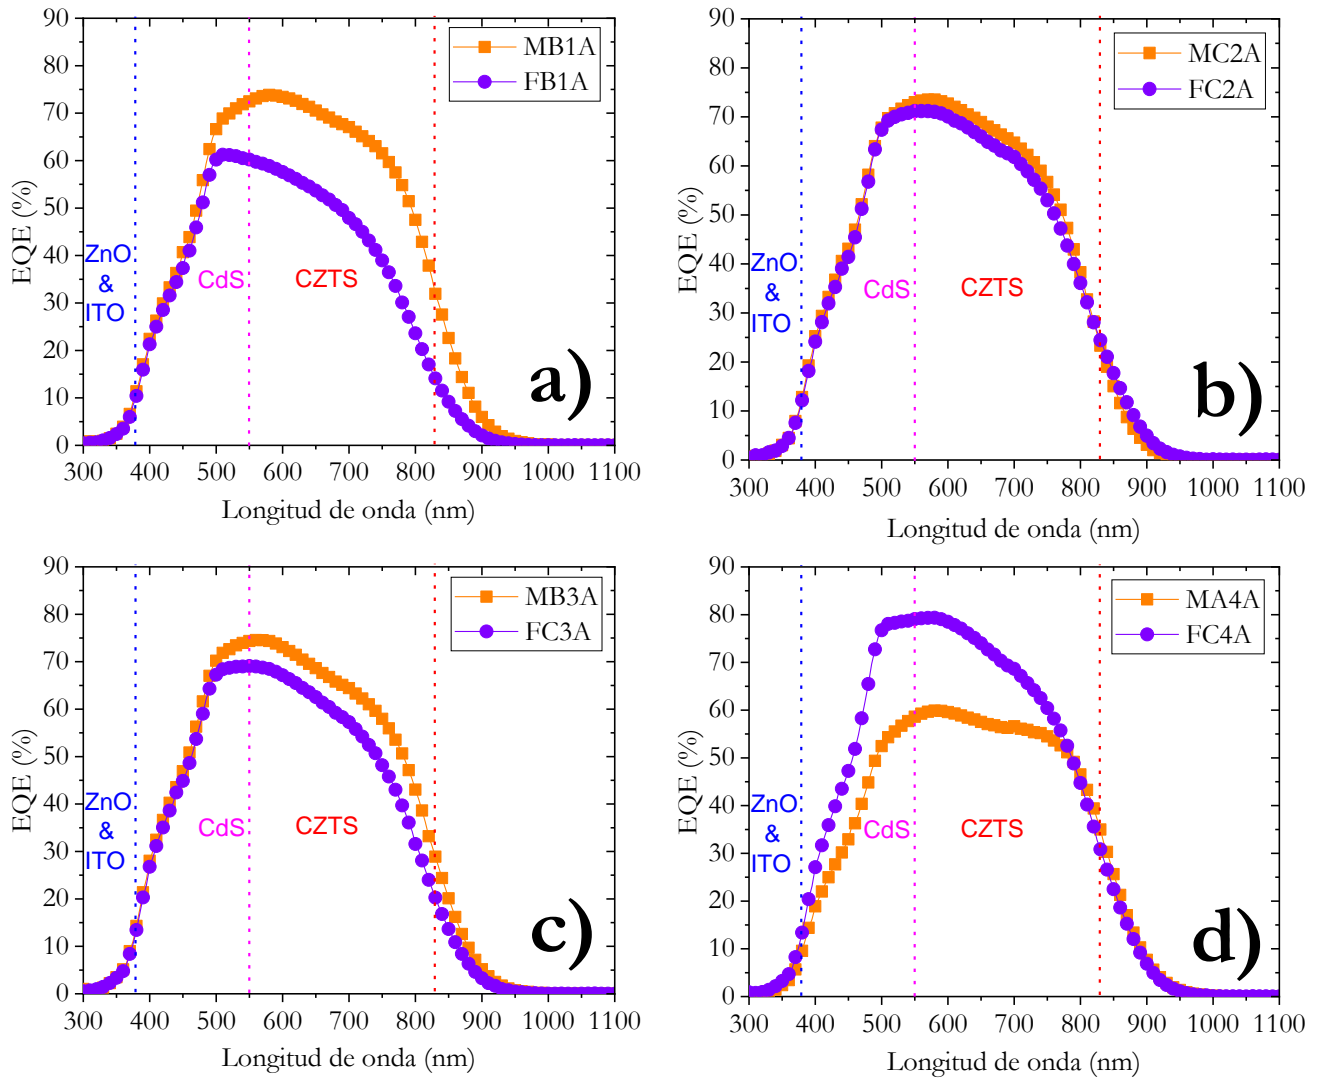 90
80
70
60
50
40
30
20
10
0
EQE (%)
MB1A
FB1A
ZnO
&
ITO
CdS
CZTS
a)
300 400 500 600 700 800 900 1000 1100
Longitud de onda (nm)
90
80
70
60
50
40
30
20
10
0
EQE (%)
MC2A
FC2A
ZnO
&
ITO
CdS
CZTS
b)
300 400 500 600 700 800 900 1000 1100
Longitud de onda (nm)
90
80
70
60
50
40
30
20
10
0
EQE (%)
MB3A
FC3A
ZnO
&
ITO
CdS
CZTS
c)
300 400 500 600 700 800 900 1000 1100
Longitud de onda (nm)
90
80
70
60
50
40
30
20
10
0
EQE (%)
MA4A
FC4A
ZnO
&
ITO
CdS
CZTS
d)
300 400 500 600 700 800 900 1000 1100
Longitud de onda (nm)